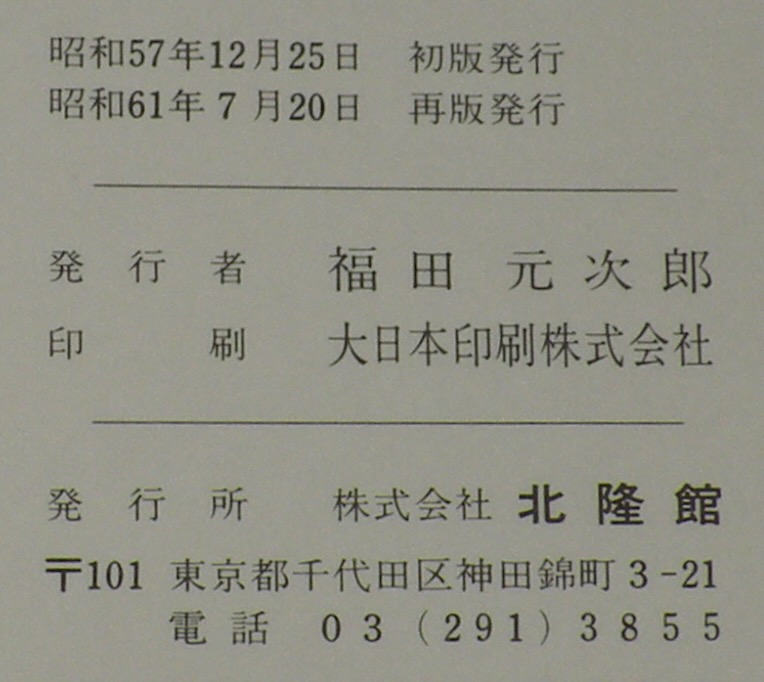 昭和57年12月25日 初版発行
昭和61年7月20日 再版発行
発行者 福田元次郎
印刷 大日本印刷株式会社
発行所 株式会社 北隆館
〒101 東京都千代田区神田錦町3-21
電話 03(291)3855